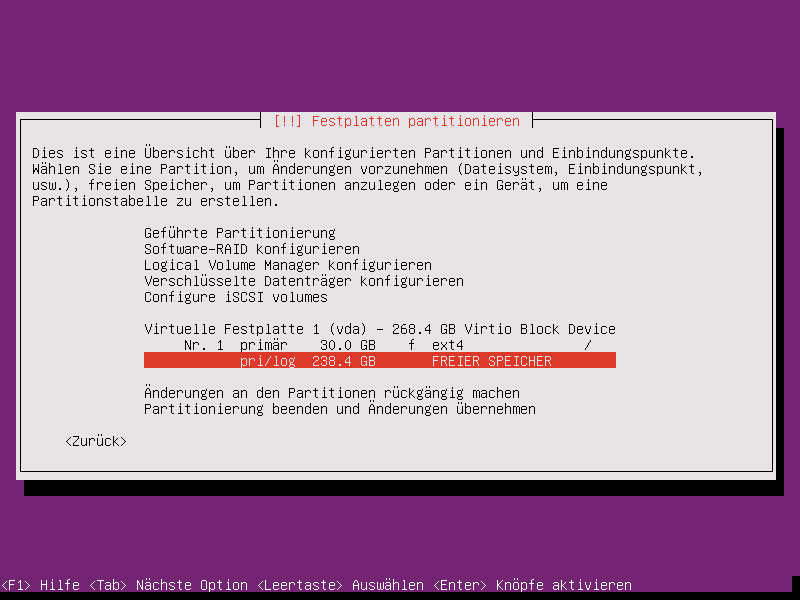 [!!] Festplatten partitionieren
Dies ist eine Übersicht über Ihre konfigurierten Partitionen und Einbindungspunkte.
Wählen Sie eine Partition, um Änderungen vorzunehmen (Dateisystem, Einbindungspunkt,
usw.), freien Speicher, um Partitionen anzulegen oder ein Gerät, um eine
Partitionstabelle zu erstellen.
Geführte Partitionierung
Software-RAID konfigurieren
Logical Volume Manager konfigurieren
Verschlüsselte Datenträger konfigurieren
Configure iSCSI volumes
Virtuelle Festplatte 1 (vda) - 268.4 GB Virtio Block Device
Nr. 1 primär 30.0 GB f ext4 /
pri/log 238.4 GB FREIER SPEICHER
Änderungen an den Partitionen rückgängig machen
Partitionierung beenden und Änderungen übernehmen
<Zurück>
<F1> Hilfe <Tab> Nächste Option <Leertaste> Auswählen <Enter> Knöpfe aktivieren